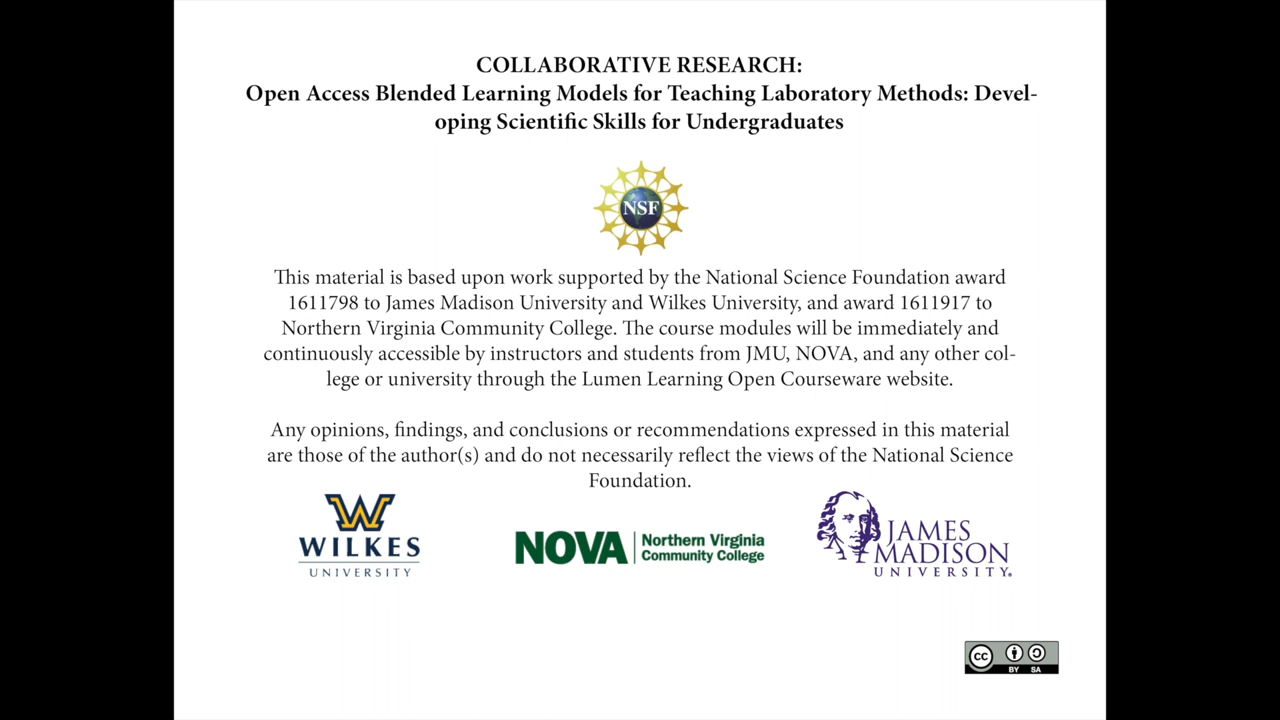 COLLABORATIVE RESEARCH:
Open Access Blended Learning Models for Teaching Laboratory Methods: Devel-
oping Scientific Skills for Undergraduates
NSF
This material is based upon work supported by the National Science Foundation award
1611798 to James Madison University and Wilkes University, and award 1611917 to
Northern Virginia Community College. The course modules will be immediately and
continuously accessible by instructors and students from JMU, NOVA, and any other col-
lege or university through the Lumen Learning Open Courseware website.
Any opinions, findings, and conclusions or recommendations expressed in this material
are those of the author(s) and do not necessarily reflect the views of the National Science
Foundation.
W
WILKES
UNIVERSITY
NOVA
Northern Virginia
Community College
JAMES
MADISON
UNIVERSITY.
cc
BY SA